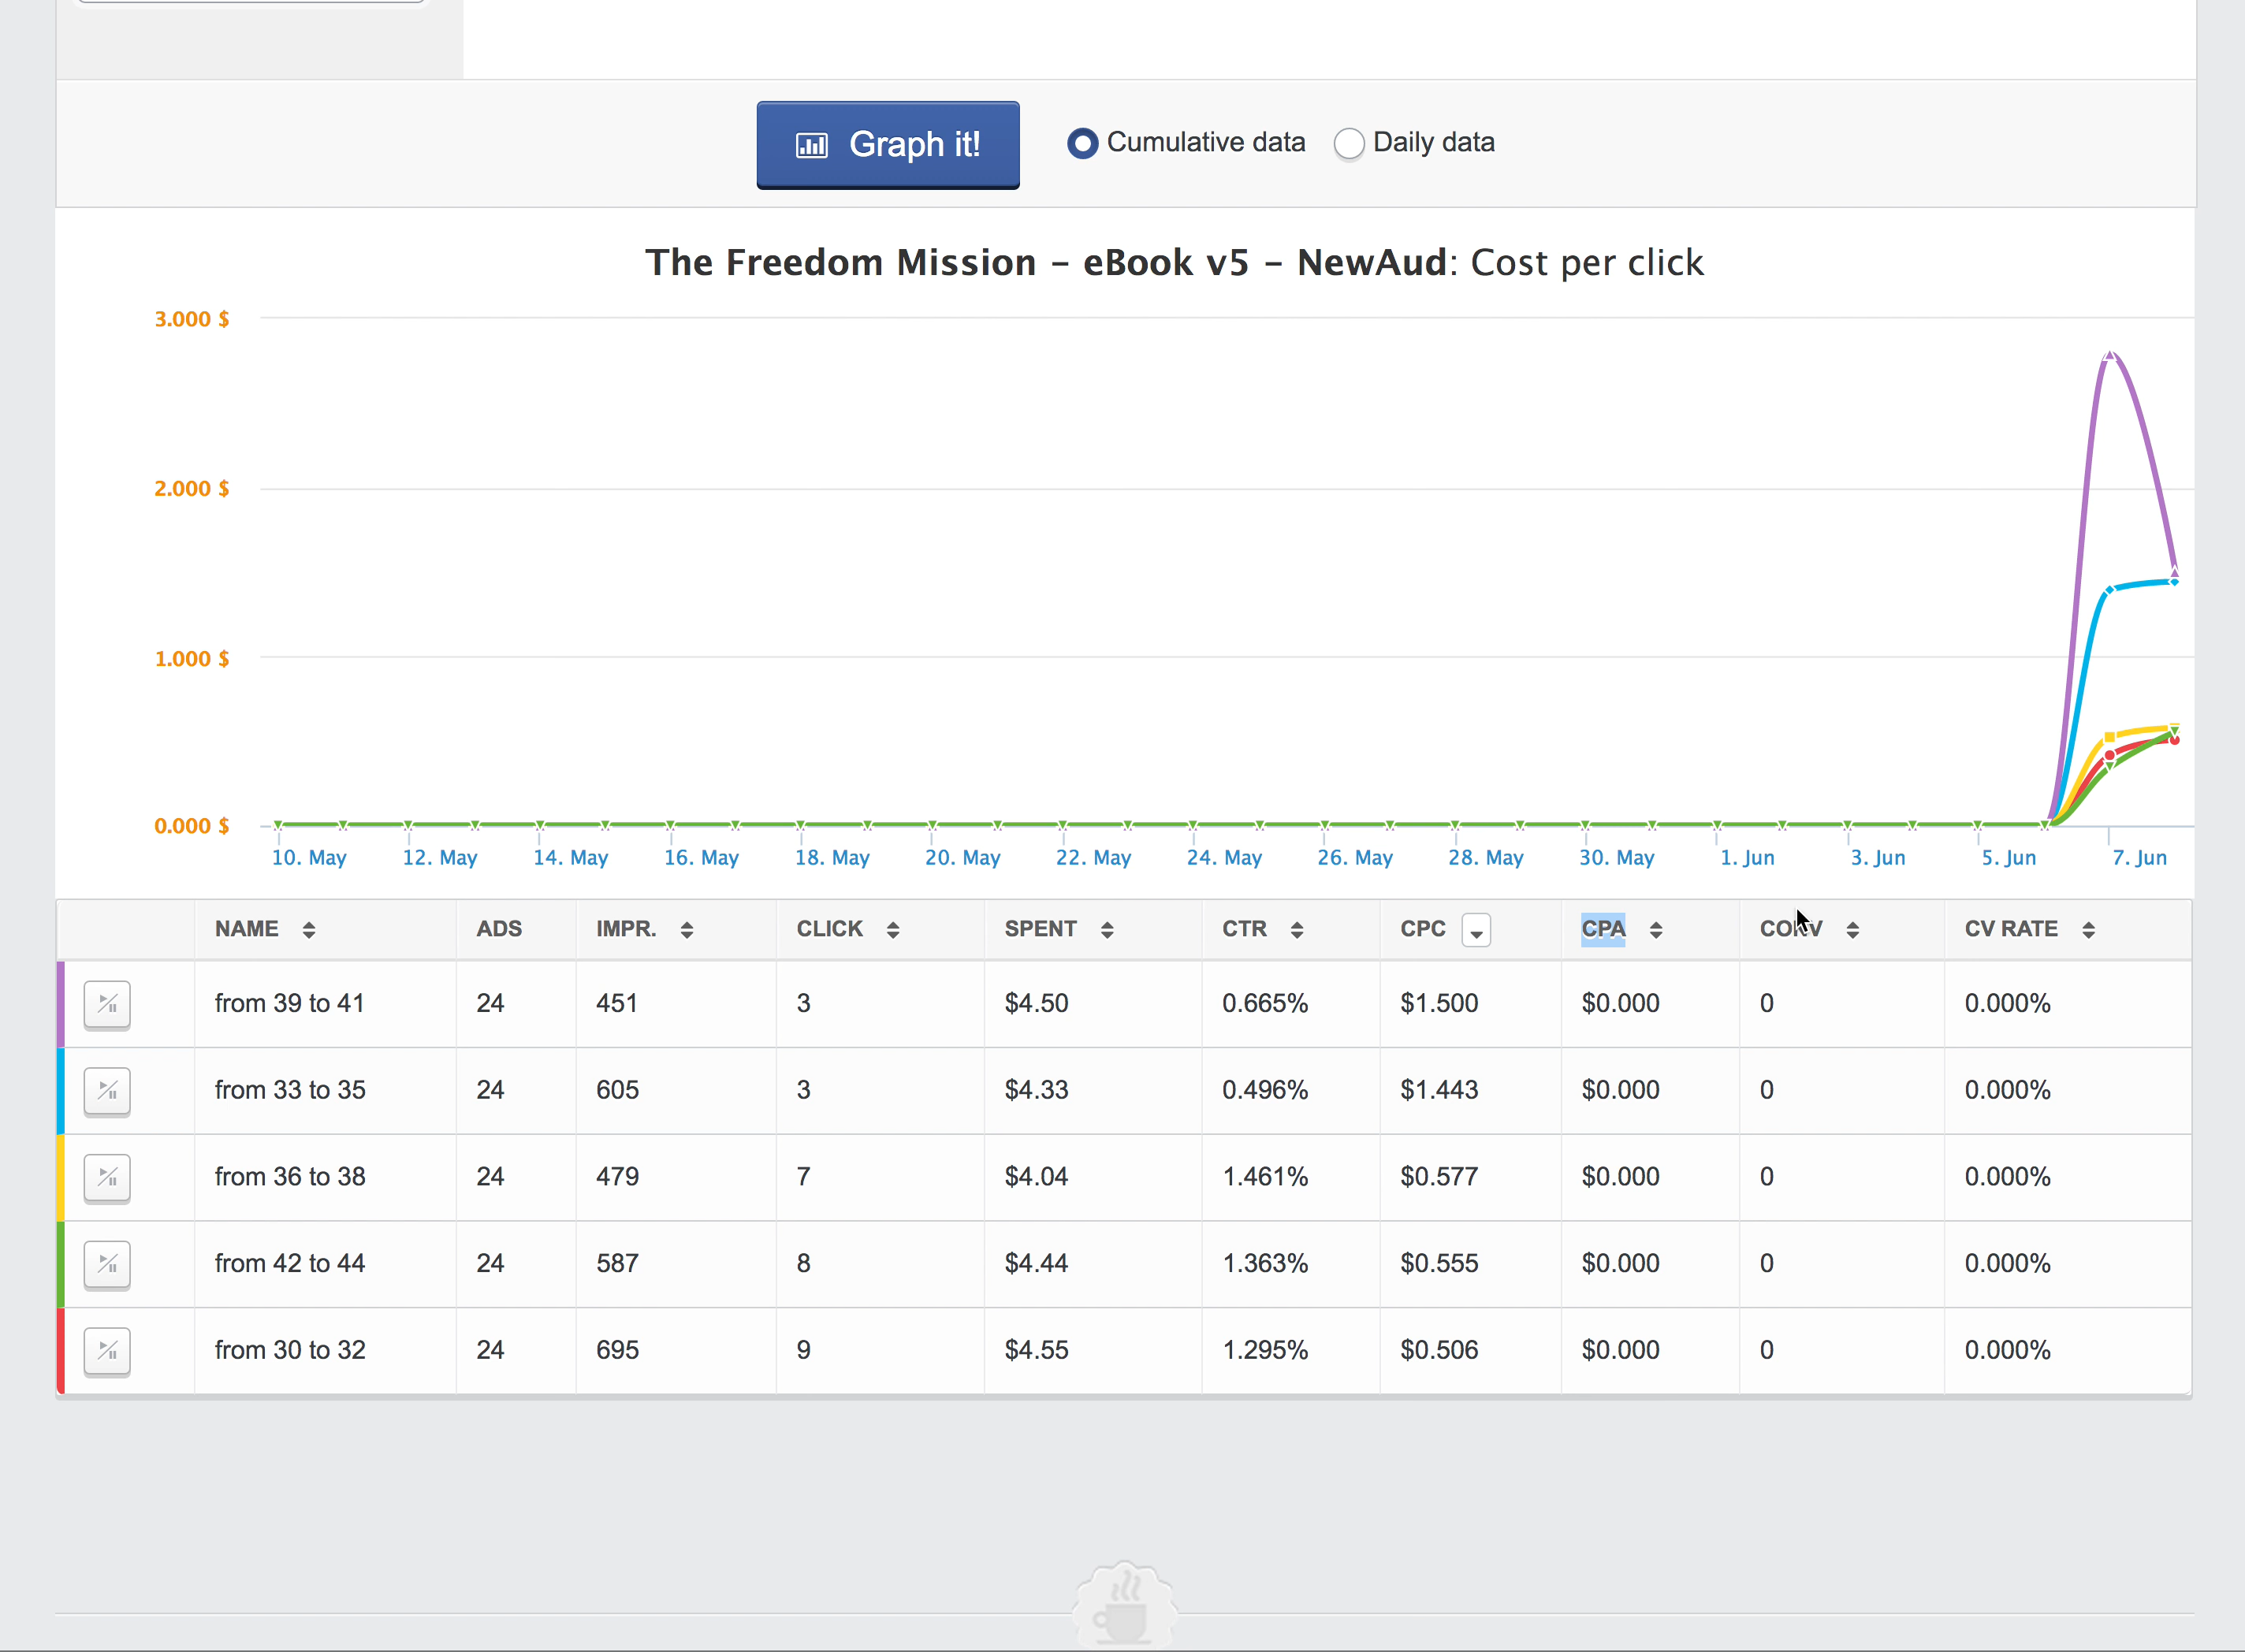 Graph it! Cumulative data Daily data
The Freedom Mission – eBook v5 – NewAud: Cost per click
3.000 $
2.000 $
1.000 $
0.000 $
10. May 12. May 14. May 16. May 18. May 20. May 22. May 24. May 26. May 28. May 30. May 1. Jun 3. Jun 5. Jun 7. Jun
NAME ADS IMPR. CLICK SPENT CTR CPC CPA CONV CV RATE
from 39 to 41 24 451 3 $4.50 0.665% $1.500 $0.000 0 0.000%
from 33 to 35 24 605 3 $4.33 0.496% $1.443 $0.000 0 0.000%
from 36 to 38 24 479 7 $4.04 1.461% $0.577 $0.000 0 0.000%
from 42 to 44 24 587 8 $4.44 1.363% $0.555 $0.000 0 0.000%
from 30 to 32 24 695 9 $4.55 1.295% $0.506 $0.000 0 0.000%